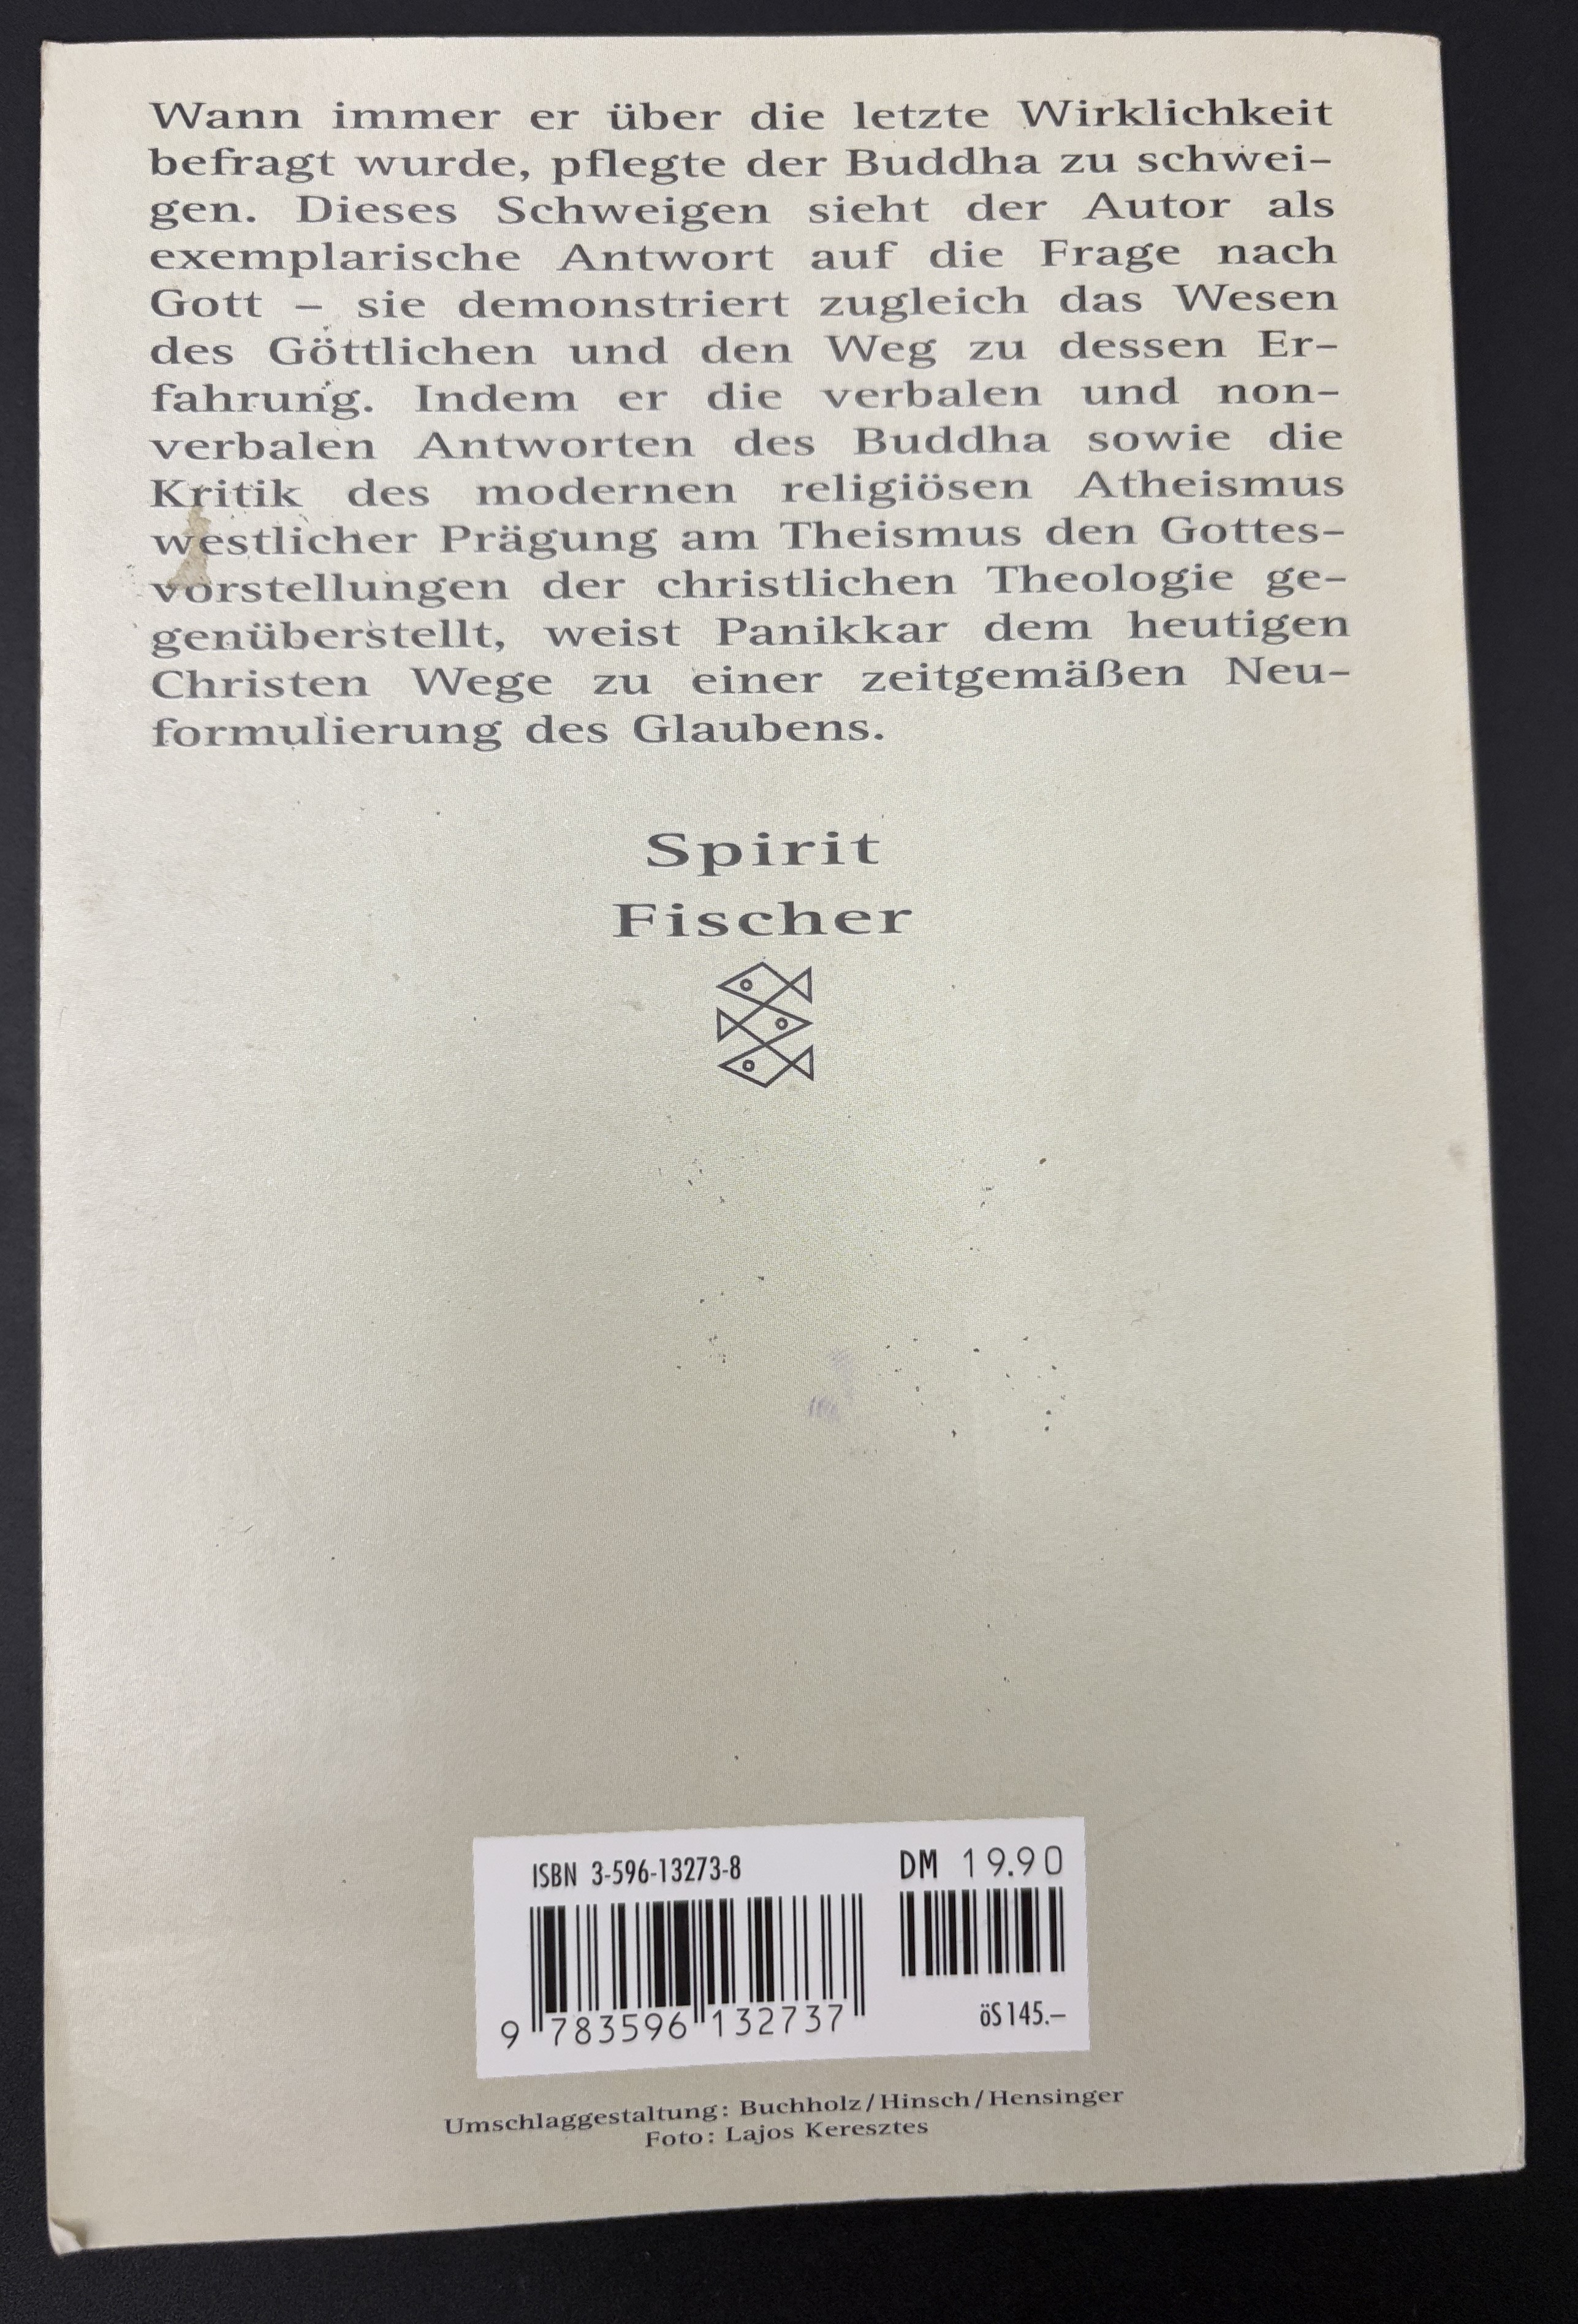 Wann immer er über die letzte Wirklichkeit
befragt wurde, pflegte der Buddha zu schwei-
gen. Dieses Schweigen sieht der Autor als
exemplarische Antwort auf die Frage nach
Gott – sie demonstriert zugleich das Wesen
des Göttlichen und den Weg zu dessen Er-
fahrung. Indem er die verbalen und non-
verbalen Antworten des Buddha sowie die
Kritik des modernen religiösen Atheismus
westlicher Prägung am Theismus den Gottes-
vorstellungen der christlichen Theologie ge-
genüberstellt, weist Panikkar dem heutigen
Christen Wege zu einer zeitgemäßen Neu-
formulierung des Glaubens.
Spirit
Fischer
ISBN 3-596-13273-8
DM 19.90
9 783596 132737
öS 145.–
Umschlaggestaltung: Buchholz/Hinsch/Hensinger
Foto: Lajos Keresztes